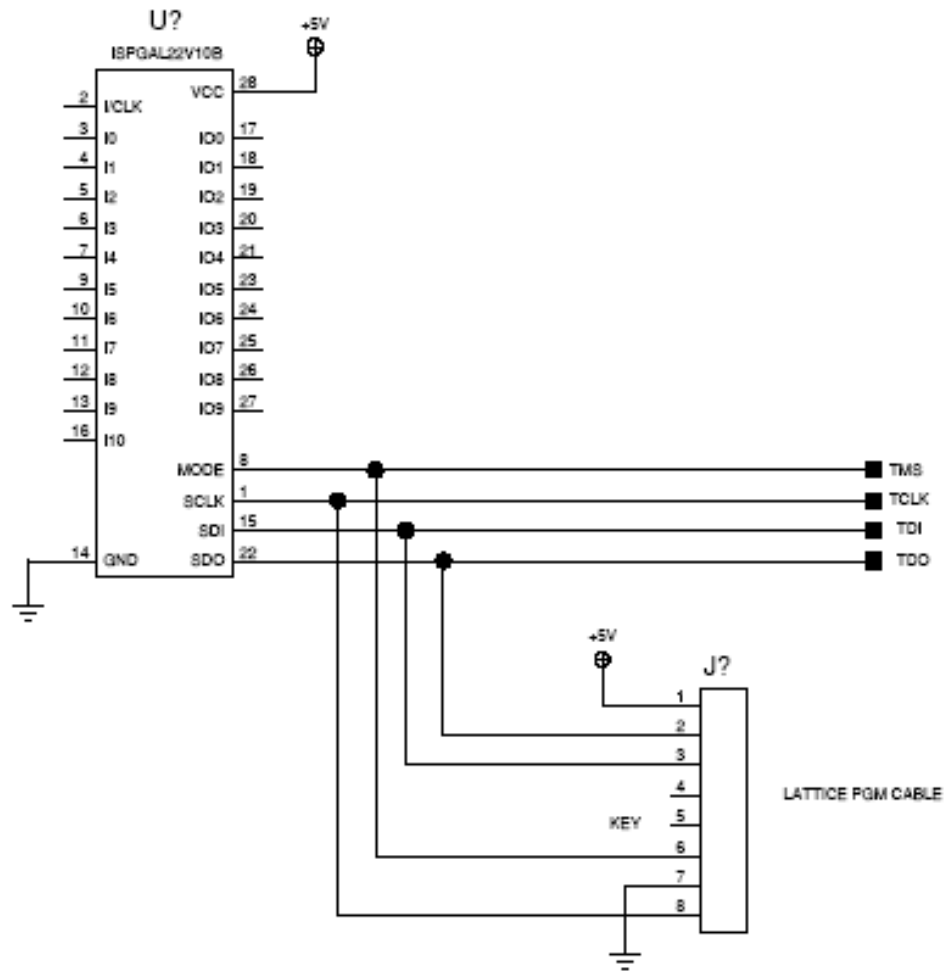 U?
ISPGAL22V10B
+5V
VCC 28
2 I/CLK
3 I0 IO0 17
4 I1 IO1 18
5 I2 IO2 19
6 I3 IO3 20
7 I4 IO4 21
9 I5 IO5 23
10 I6 IO6 24
11 I7 IO7 25
12 I8 IO8 26
13 I9 IO9 27
16 I10
MODE 8 TMS
SCLK 1 TCLK
SDI 15 TDI
14 GND SDO 22 TDO
+5V
J?
1
2
3
4
LATTICE PGM CABLE
KEY 5
6
7
8